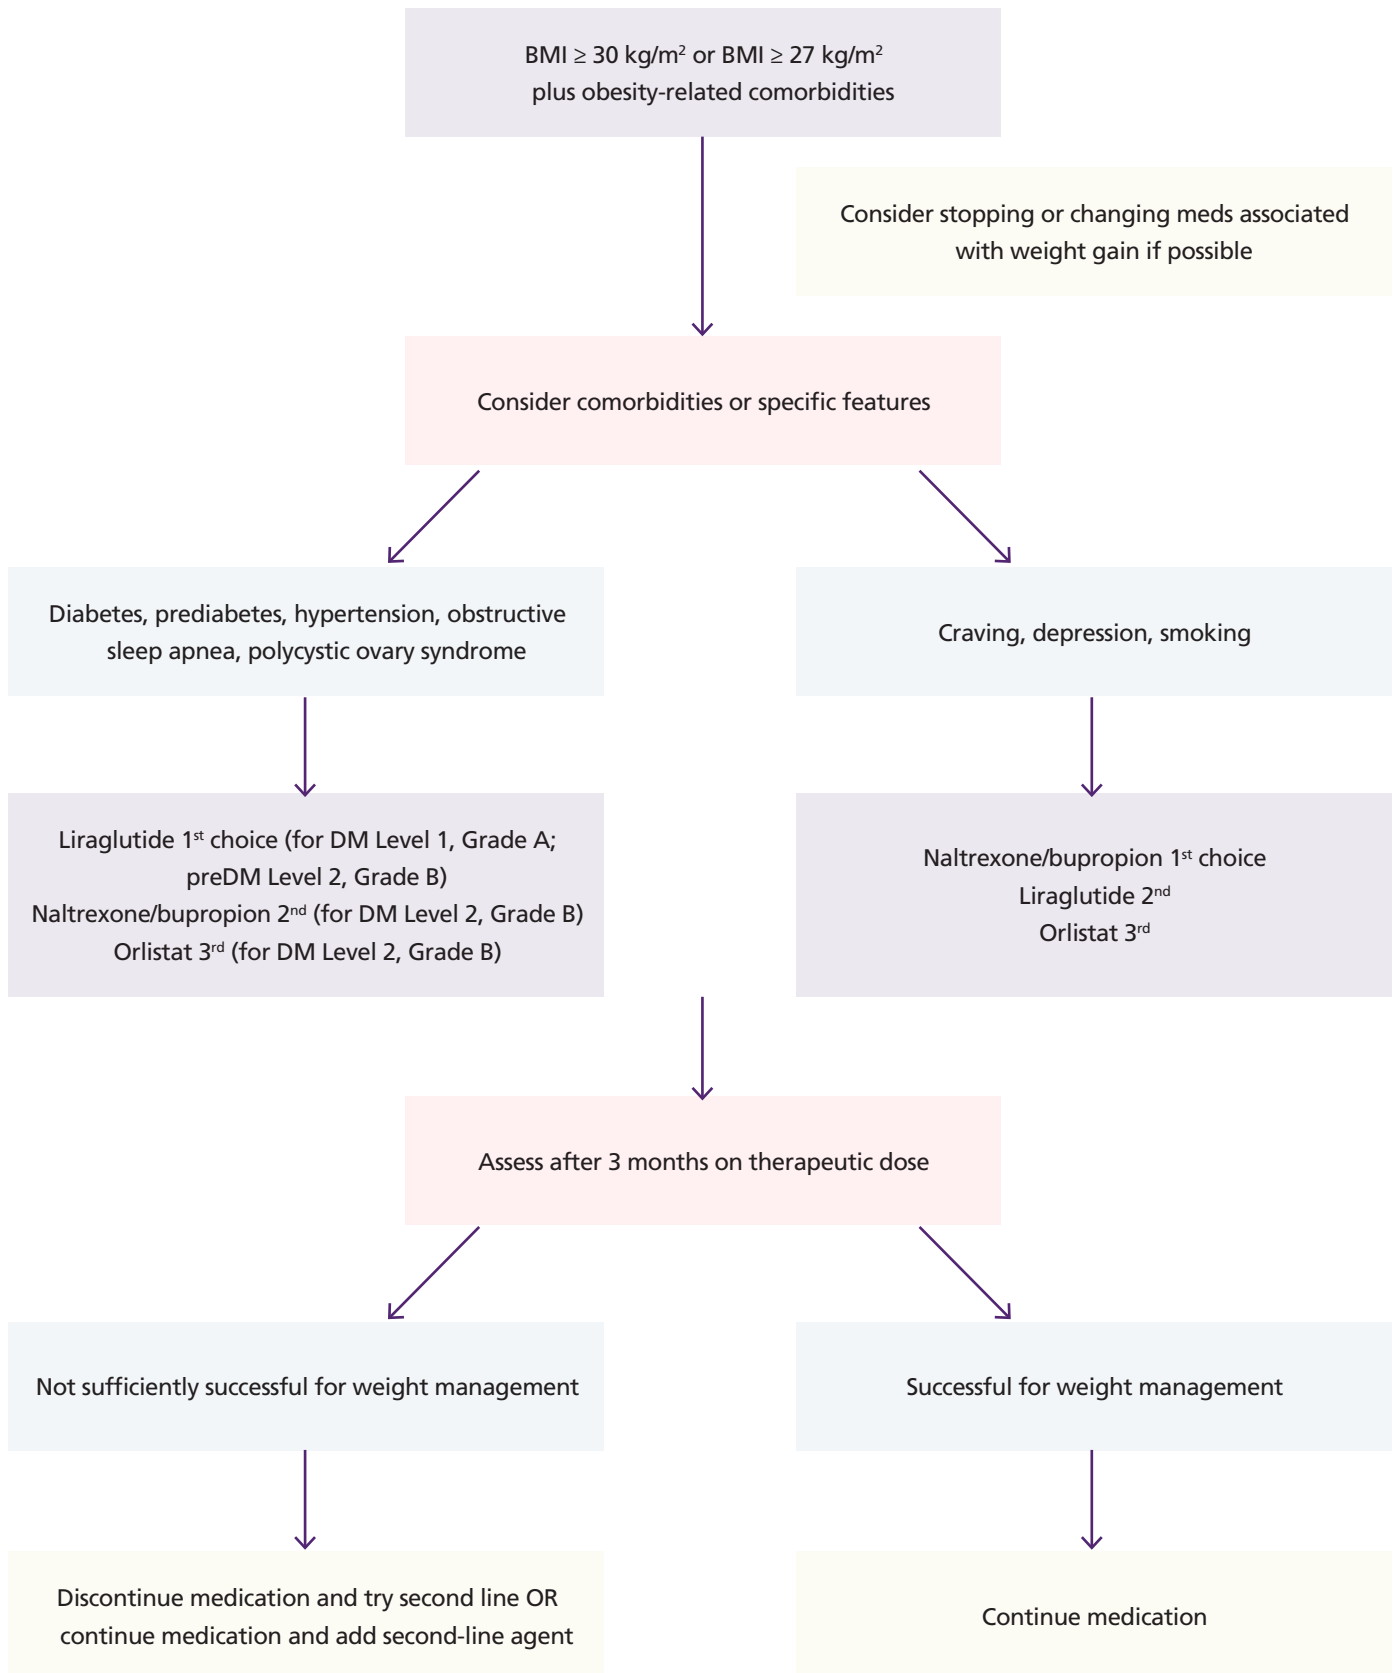 BMI ≥ 30 kg/m² or BMI ≥ 27 kg/m²
plus obesity-related comorbidities
Consider stopping or changing meds associated
with weight gain if possible
Consider comorbidities or specific features
Diabetes, prediabetes, hypertension, obstructive
sleep apnea, polycystic ovary syndrome
Craving, depression, smoking
Liraglutide 1st choice (for DM Level 1, Grade A;
preDM Level 2, Grade B)
Naltrexone/bupropion 2nd (for DM Level 2, Grade B)
Orlistat 3rd (for DM Level 2, Grade B)
Naltrexone/bupropion 1st choice
Liraglutide 2nd
Orlistat 3rd
Assess after 3 months on therapeutic dose
Not sufficiently successful for weight management
Successful for weight management
Discontinue medication and try second line OR
continue medication and add second-line agent
Continue medication